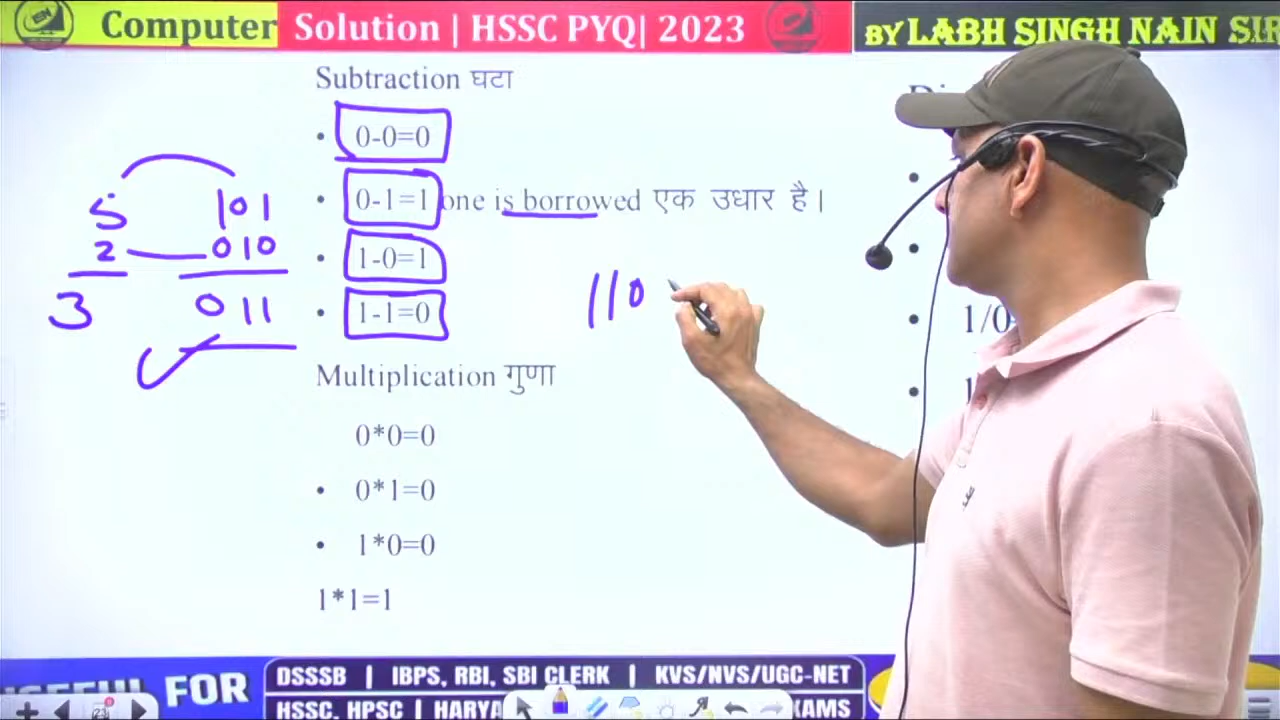 Computer Solution | HSSC PYQ| 2023 BY LABH SINGH NAIN SIR
Subtraction घटा
• 0-0=0
• 0-1=1 one is borrowed एक उधार है।
• 1-0=1
• 1-1=0
5 101
2 010
3 011
110
Multiplication गुणा
0*0=0
• 0*1=0
• 1*0=0
1*1=1
1/0
FOR
DSSSB | IBPS, RBI, SBI CLERK | KVS/NVS/UGC-NET
HSSC, HPSC |